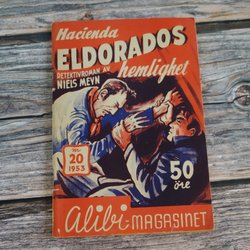 Hacienda
ELDORADOS
DETEKTIVROMAN AV
NIELS MEYN
hemlighet
NR
20
1953
50
öre
Alibi-MAGASINET